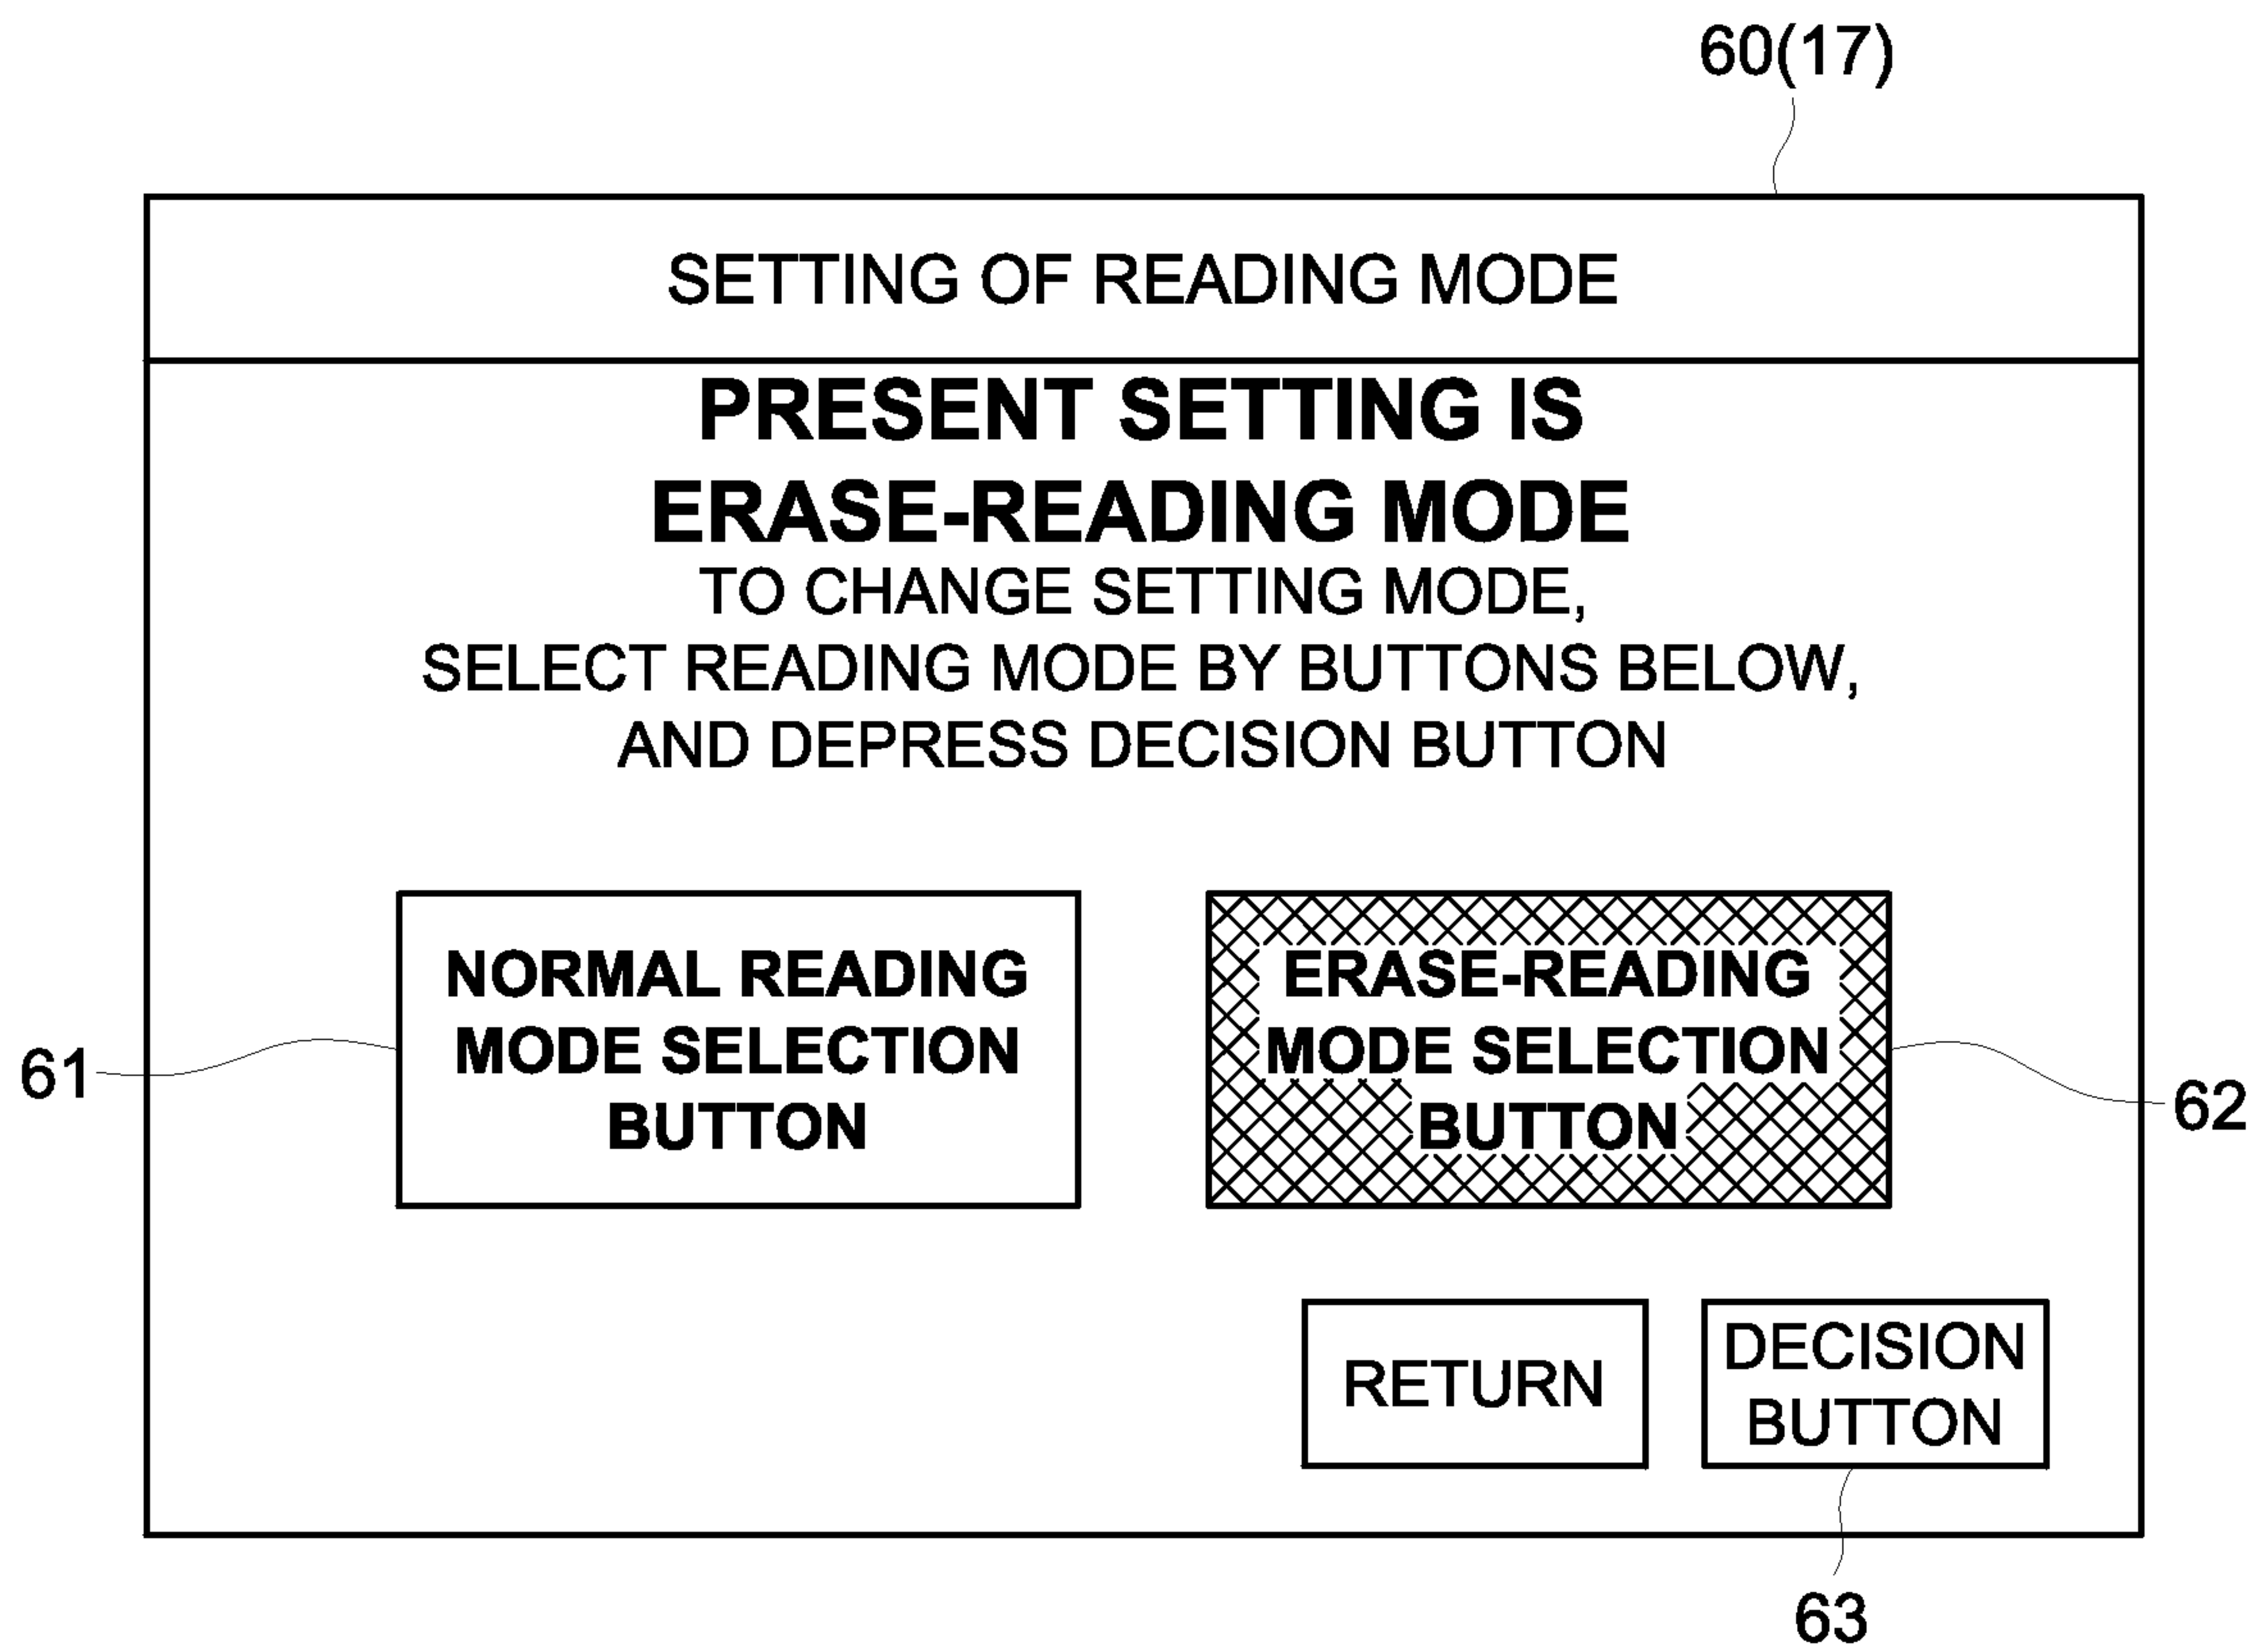 60(17)
SETTING OF READING MODE
PRESENT SETTING IS
ERASE-READING MODE
TO CHANGE SETTING MODE,
SELECT READING MODE BY BUTTONS BELOW,
AND DEPRESS DECISION BUTTON
61
NORMAL READING
MODE SELECTION
BUTTON
ERASE-READING
MODE SELECTION
BUTTON
62
RETURN
DECISION
BUTTON
63